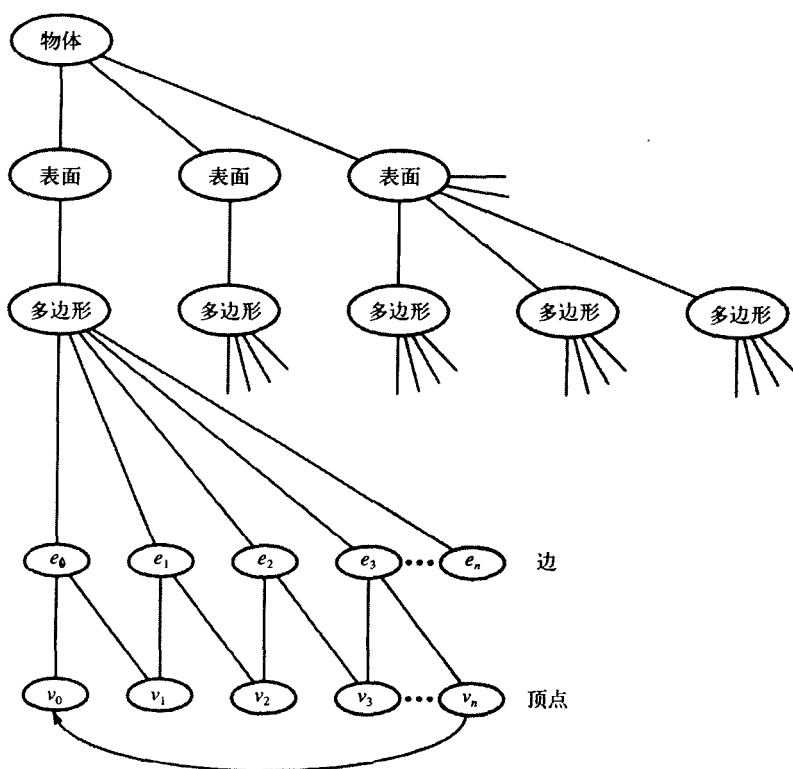 物体
表面 表面 表面
多边形 多边形 多边形 多边形 多边形
e₀ e₁ e₂ e₃ ••• eₙ 边
v₀ v₁ v₂ v₃ ••• vₙ 顶点